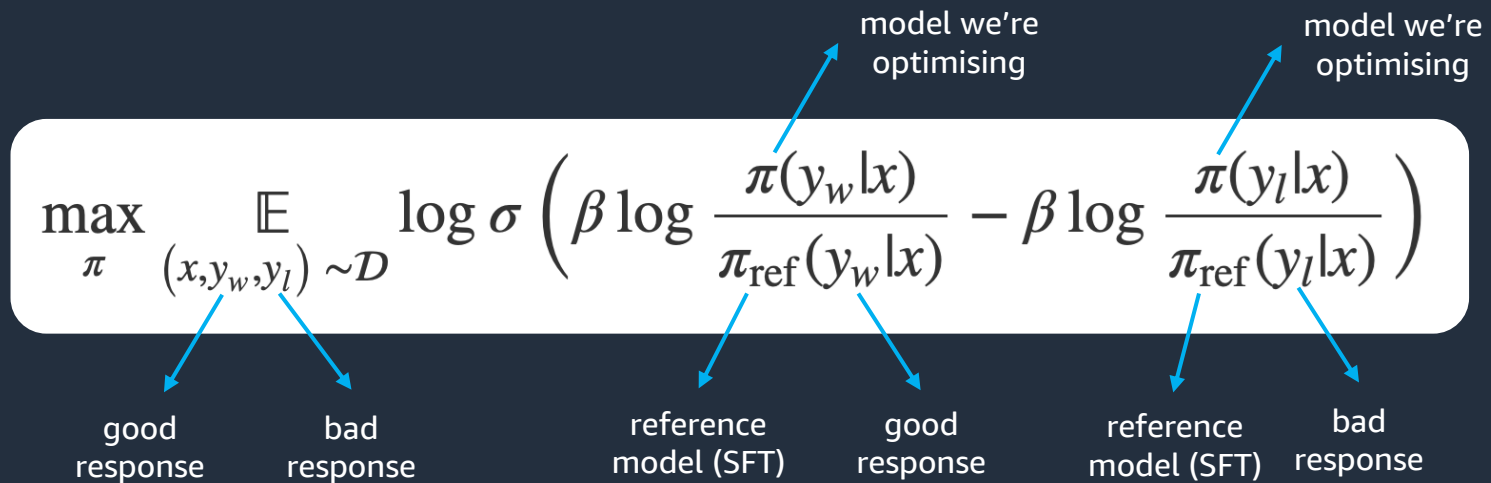 model we're
optimising
model we're
optimising
max E log σ ( β log π(y_w|x) / π_ref(y_w|x) − β log π(y_l|x) / π_ref(y_l|x) )
π (x,y_w,y_l) ~D
good
response
bad
response
reference
model (SFT)
good
response
reference
model (SFT)
bad
response